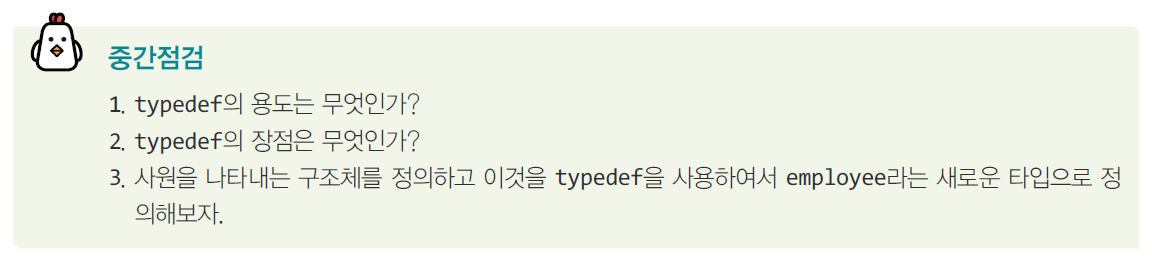 중간점검
1. typedef의 용도는 무엇인가?
2. typedef의 장점은 무엇인가?
3. 사원을 나타내는 구조체를 정의하고 이것을 typedef을 사용하여서 employee라는 새로운 타입으로 정
의해보자.